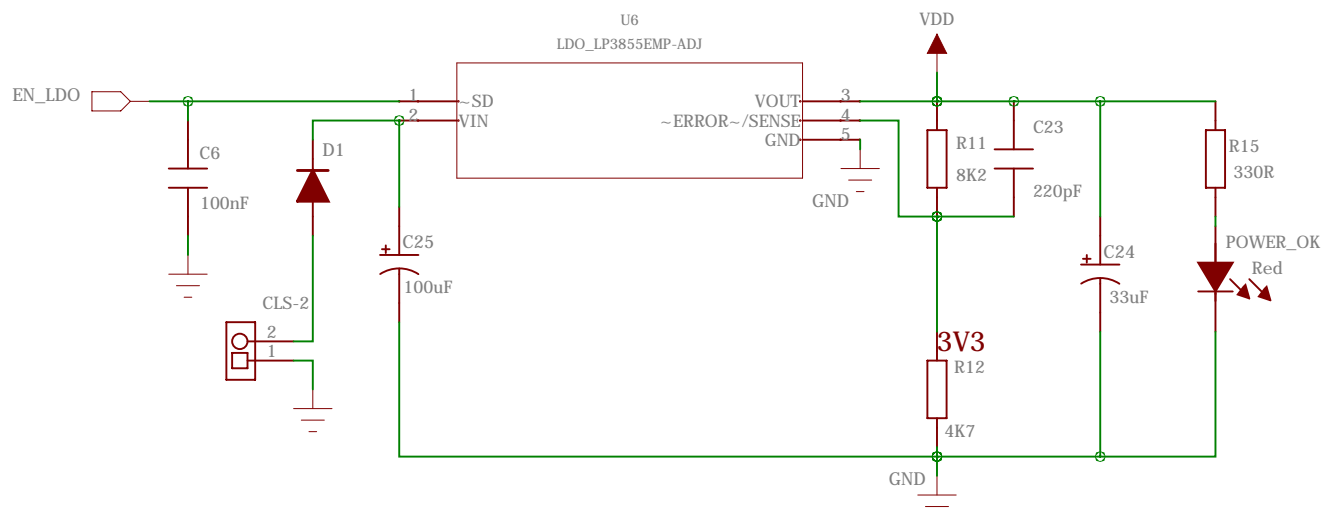 U6
LDO_LP3855EMP-ADJ
VDD
EN_LDO
1
~SD
VOUT
3
2
VIN
~ERROR~/SENSE
4
GND
5
C6
100nF
D1
GND
R11
8K2
C23
220pF
R15
330R
C25
100uF
C24
33uF
POWER_OK
Red
CLS-2
2
1
3V3
R12
4K7
GND